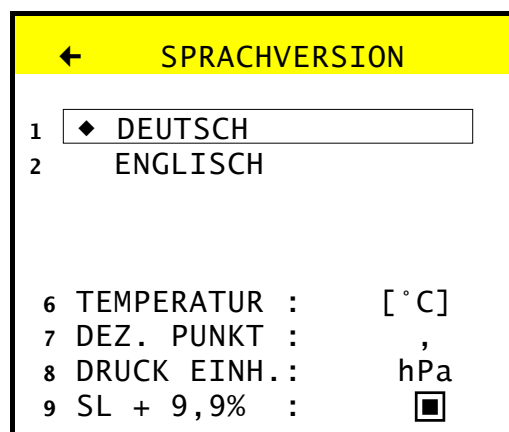 ← SPRACHVERSION
1 ◆ DEUTSCH
2 ENGLISCH
6 TEMPERATUR : [°C]
7 DEZ. PUNKT : ,
8 DRUCK EINH.: hPa
9 SL + 9,9% : ▣